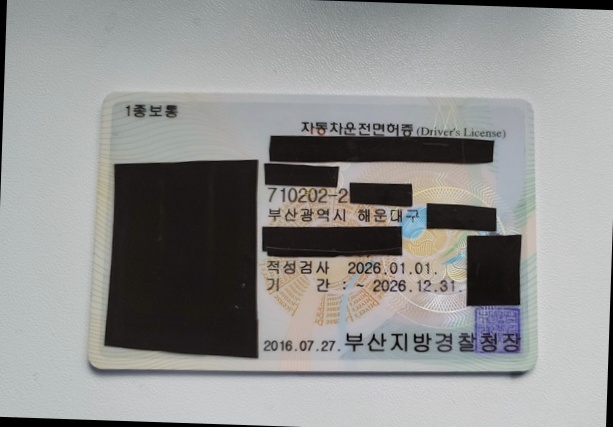 1종보통
자동차운전면허증 (Driver's License)
710202-2
부산광역시 해운대구
적성검사 2026.01.01.
기 간 : ~ 2026.12.31.
2016.07.27. 부산지방경찰청장